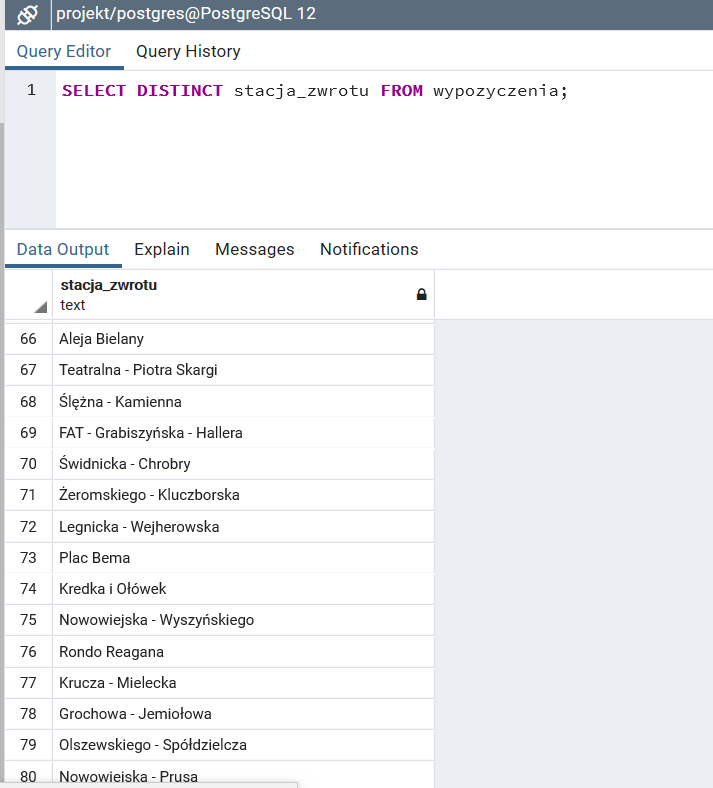 projekt/postgres@PostgreSQL 12
Query Editor Query History
1 SELECT DISTINCT stacja_zwrotu FROM wypozyczenia;
Data Output Explain Messages Notifications
stacja_zwrotu
text
66 Aleja Bielany
67 Teatralna - Piotra Skargi
68 Ślężna - Kamienna
69 FAT - Grabiszyńska - Hallera
70 Świdnicka - Chrobry
71 Żeromskiego - Kluczborska
72 Legnicka - Wejherowska
73 Plac Bema
74 Kredka i Ołówek
75 Nowowiejska - Wyszyńskiego
76 Rondo Reagana
77 Krucza - Mielecka
78 Grochowa - Jemiołowa
79 Olszewskiego - Spółdzielcza
80 Nowowiejska - Prusa